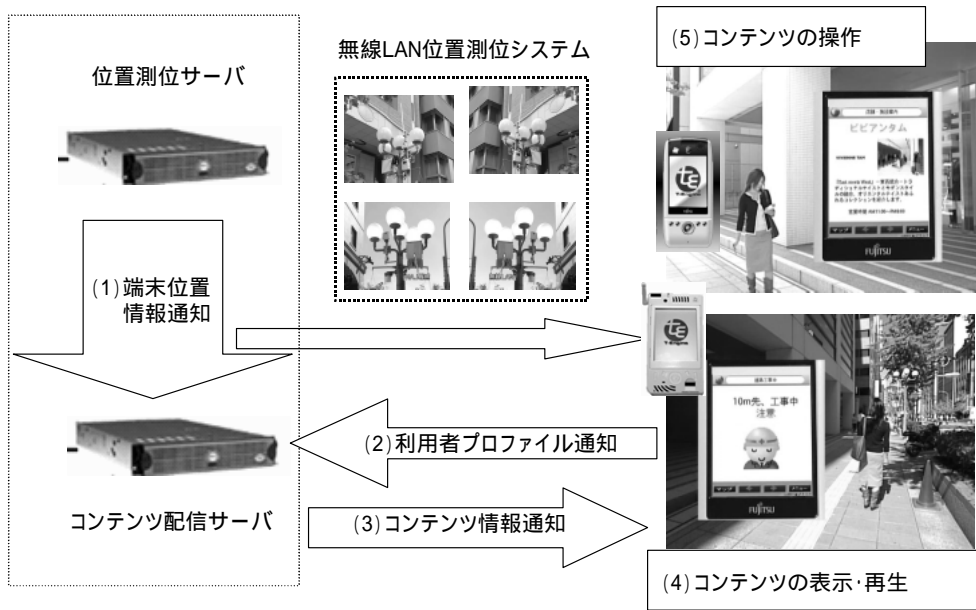 無線LAN位置測位システム
位置測位サーバ
(1)端末位置
情報通知
(2)利用者プロファイル通知
コンテンツ配信サーバ
(3)コンテンツ情報通知
(5)コンテンツの操作
ビビアンタム
FUJITSU
10m先、工事中
注意
FUJITSU
(4)コンテンツの表示・再生